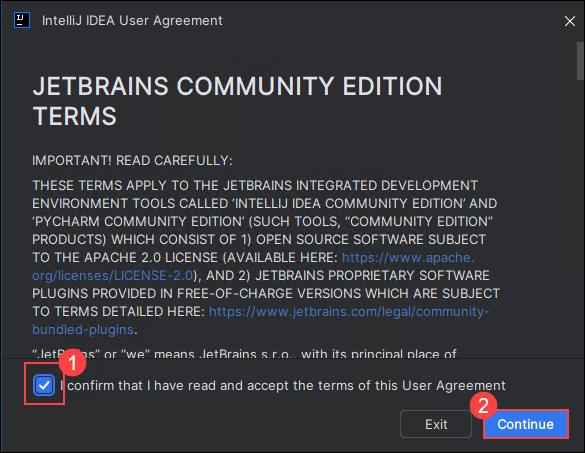 IntelliJ IDEA User Agreement
JETBRAINS COMMUNITY EDITION
TERMS
IMPORTANT! READ CAREFULLY:
THESE TERMS APPLY TO THE JETBRAINS INTEGRATED DEVELOPMENT
ENVIRONMENT TOOLS CALLED ‘INTELLIJ IDEA COMMUNITY EDITION’ AND
‘PYCHARM COMMUNITY EDITION’ (SUCH TOOLS, “COMMUNITY EDITION”
PRODUCTS) WHICH CONSIST OF 1) OPEN SOURCE SOFTWARE SUBJECT
TO THE APACHE 2.0 LICENSE (AVAILABLE HERE: https://www.apache.
org/licenses/LICENSE-2.0), AND 2) JETBRAINS PROPRIETARY SOFTWARE
PLUGINS PROVIDED IN FREE-OF-CHARGE VERSIONS WHICH ARE SUBJECT
TO TERMS DETAILED HERE: https://www.jetbrains.com/legal/community-
bundled-plugins.
“JetBrains” or “we” means JetBrains s.r.o., with its principal place of
1
I confirm that I have read and accept the terms of this User Agreement
2
Exit
Continue